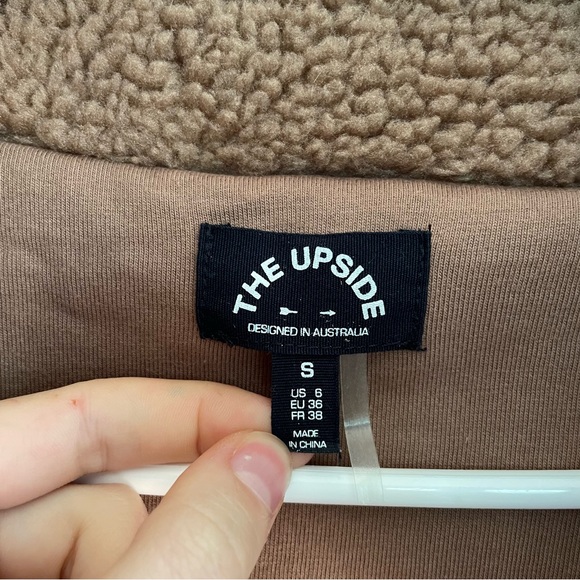 THE UPSIDE
DESIGNED IN AUSTRALIA
S
US 6
EU 36
FR 38
MADE
IN CHINA